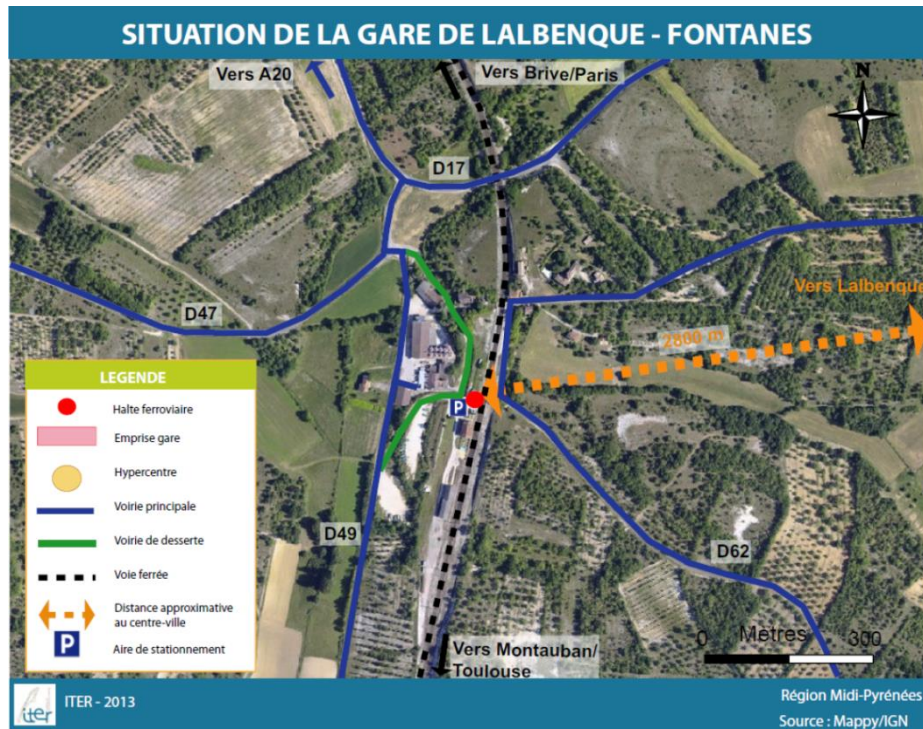 SITUATION DE LA GARE DE LALBENQUE - FONTANES
Vers A20
Vers Brive/Paris
N
D17
D47
Vers Lalbenque
2800 m
LEGENDE
Halte ferroviaire
Emprise gare
Hypercentre
Voirie principale
Voirie de desserte
Voie ferrée
Distance approximative
au centre-ville
P
Aire de stationnement
P
D49
D62
0 Metres 300
Vers Montauban/
Toulouse
iter
ITER - 2013
Région Midi-Pyrénées
Source : Mappy/IGN